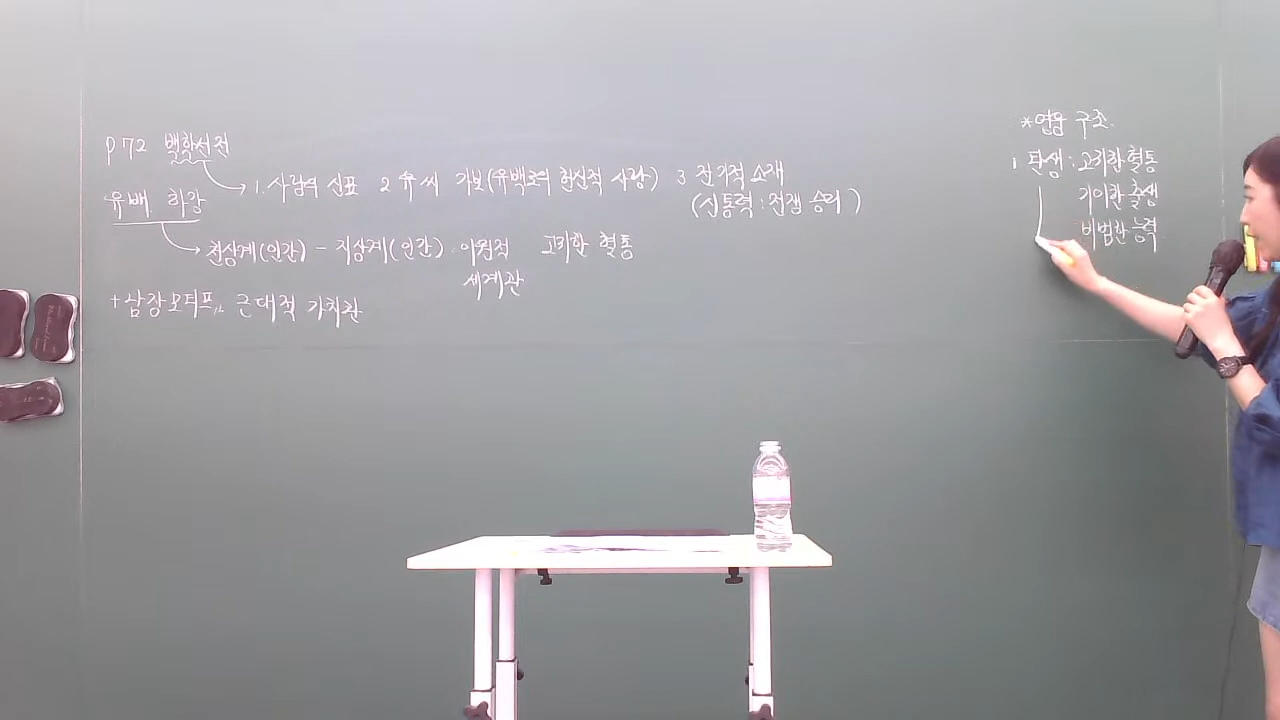 p 72 백학선전
1. 사랑의 신표 2 유씨 가보(유백로의 헌신적 사랑) 3 전기적 소재
(신통력 : 전쟁 승리)
유배. 하강
천상계(인간) - 지상계(인간). 이원적 고귀한 혈통
세계관
+남장모티프 근대적 가치관
*영웅 구조.
1 탄생 : 고귀한 혈통
기이한 출생
비범한 능력